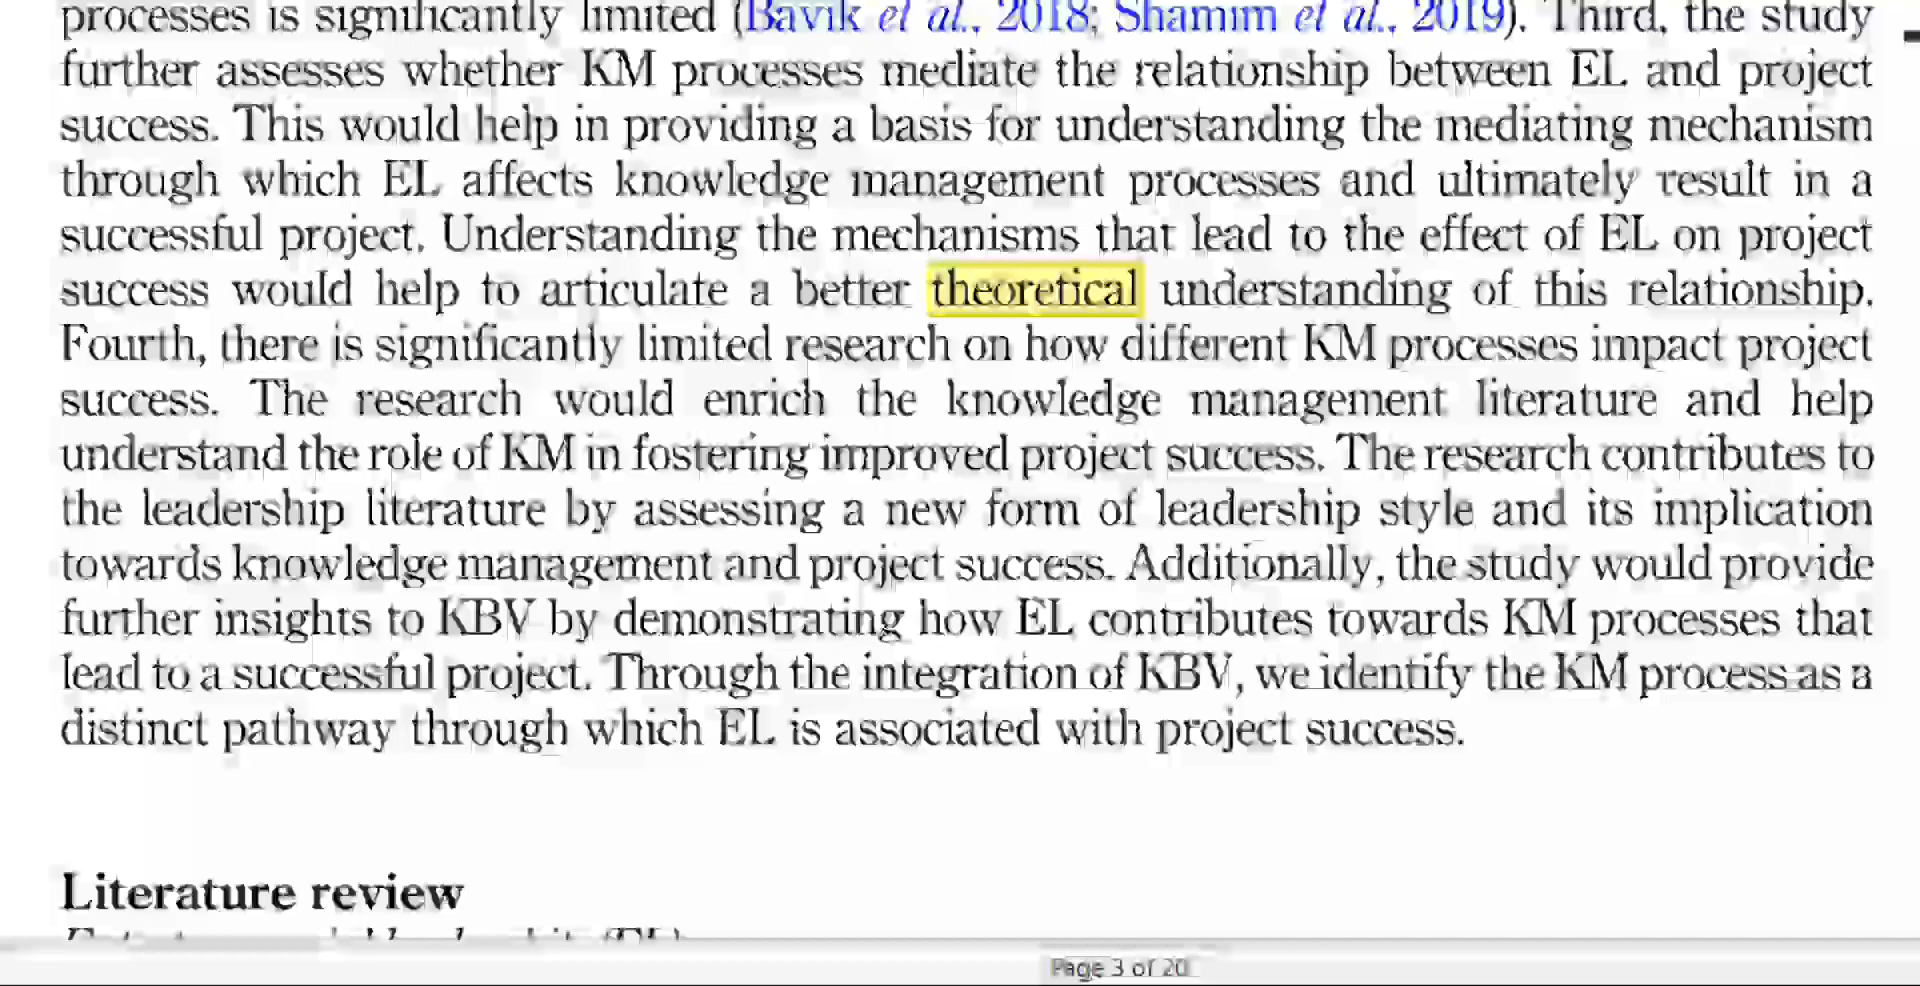 processes is significantly limited (Bavik et al., 2018; Shamim et al., 2019). Third, the study
further assesses whether KM processes mediate the relationship between EL and project
success. This would help in providing a basis for understanding the mediating mechanism
through which EL affects knowledge management processes and ultimately result in a
successful project. Understanding the mechanisms that lead to the effect of EL on project
success would help to articulate a better theoretical understanding of this relationship.
Fourth, there is significantly limited research on how different KM processes impact project
success. The research would enrich the knowledge management literature and help
understand the role of KM in fostering improved project success. The research contributes to
the leadership literature by assessing a new form of leadership style and its implication
towards knowledge management and project success. Additionally, the study would provide
further insights to KBV by demonstrating how EL contributes towards KM processes that
lead to a successful project. Through the integration of KBV, we identify the KM process as a
distinct pathway through which EL is associated with project success.
Literature review
Page 3 of 20